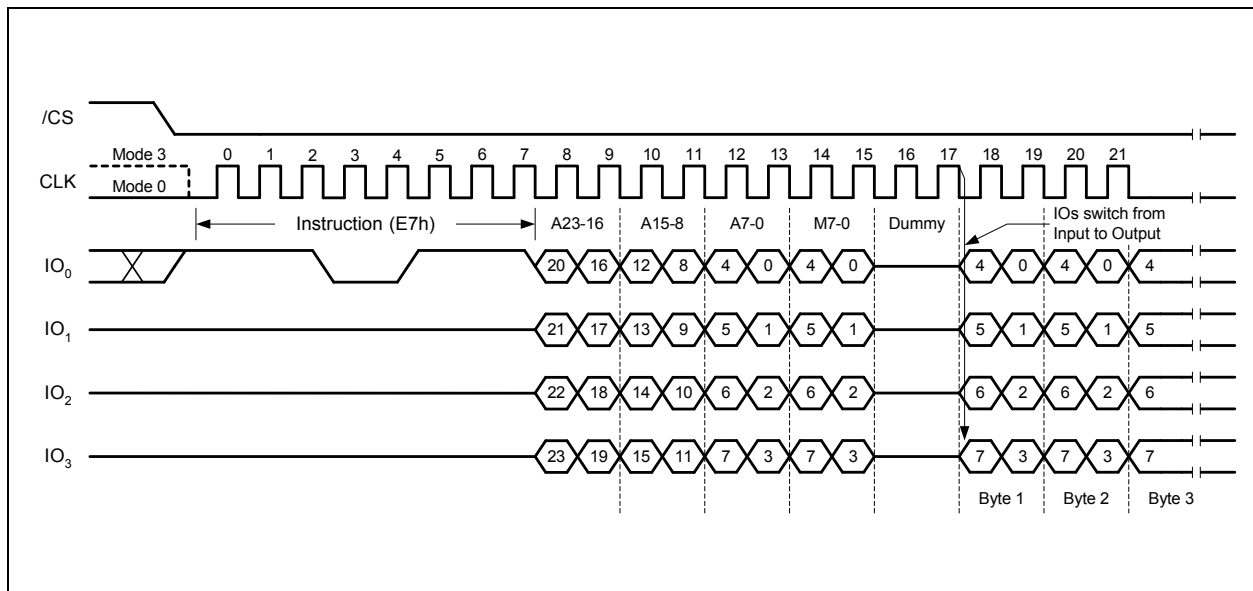 /CS
Mode 3 0 1 2 3 4 5 6 7 8 9 10 11 12 13 14 15 16 17 18 19 20 21
CLK Mode 0
Instruction (E7h) A23-16 A15-8 A7-0 M7-0 Dummy IOs switch from
Input to Output
IO0 20 16 12 8 4 0 4 0 4 0 4 0 4
IO1 21 17 13 9 5 1 5 1 5 1 5 1 5
IO2 22 18 14 10 6 2 6 2 6 2 6 2 6
IO3 23 19 15 11 7 3 7 3 7 3 7 3 7
Byte 1 Byte 2 Byte 3